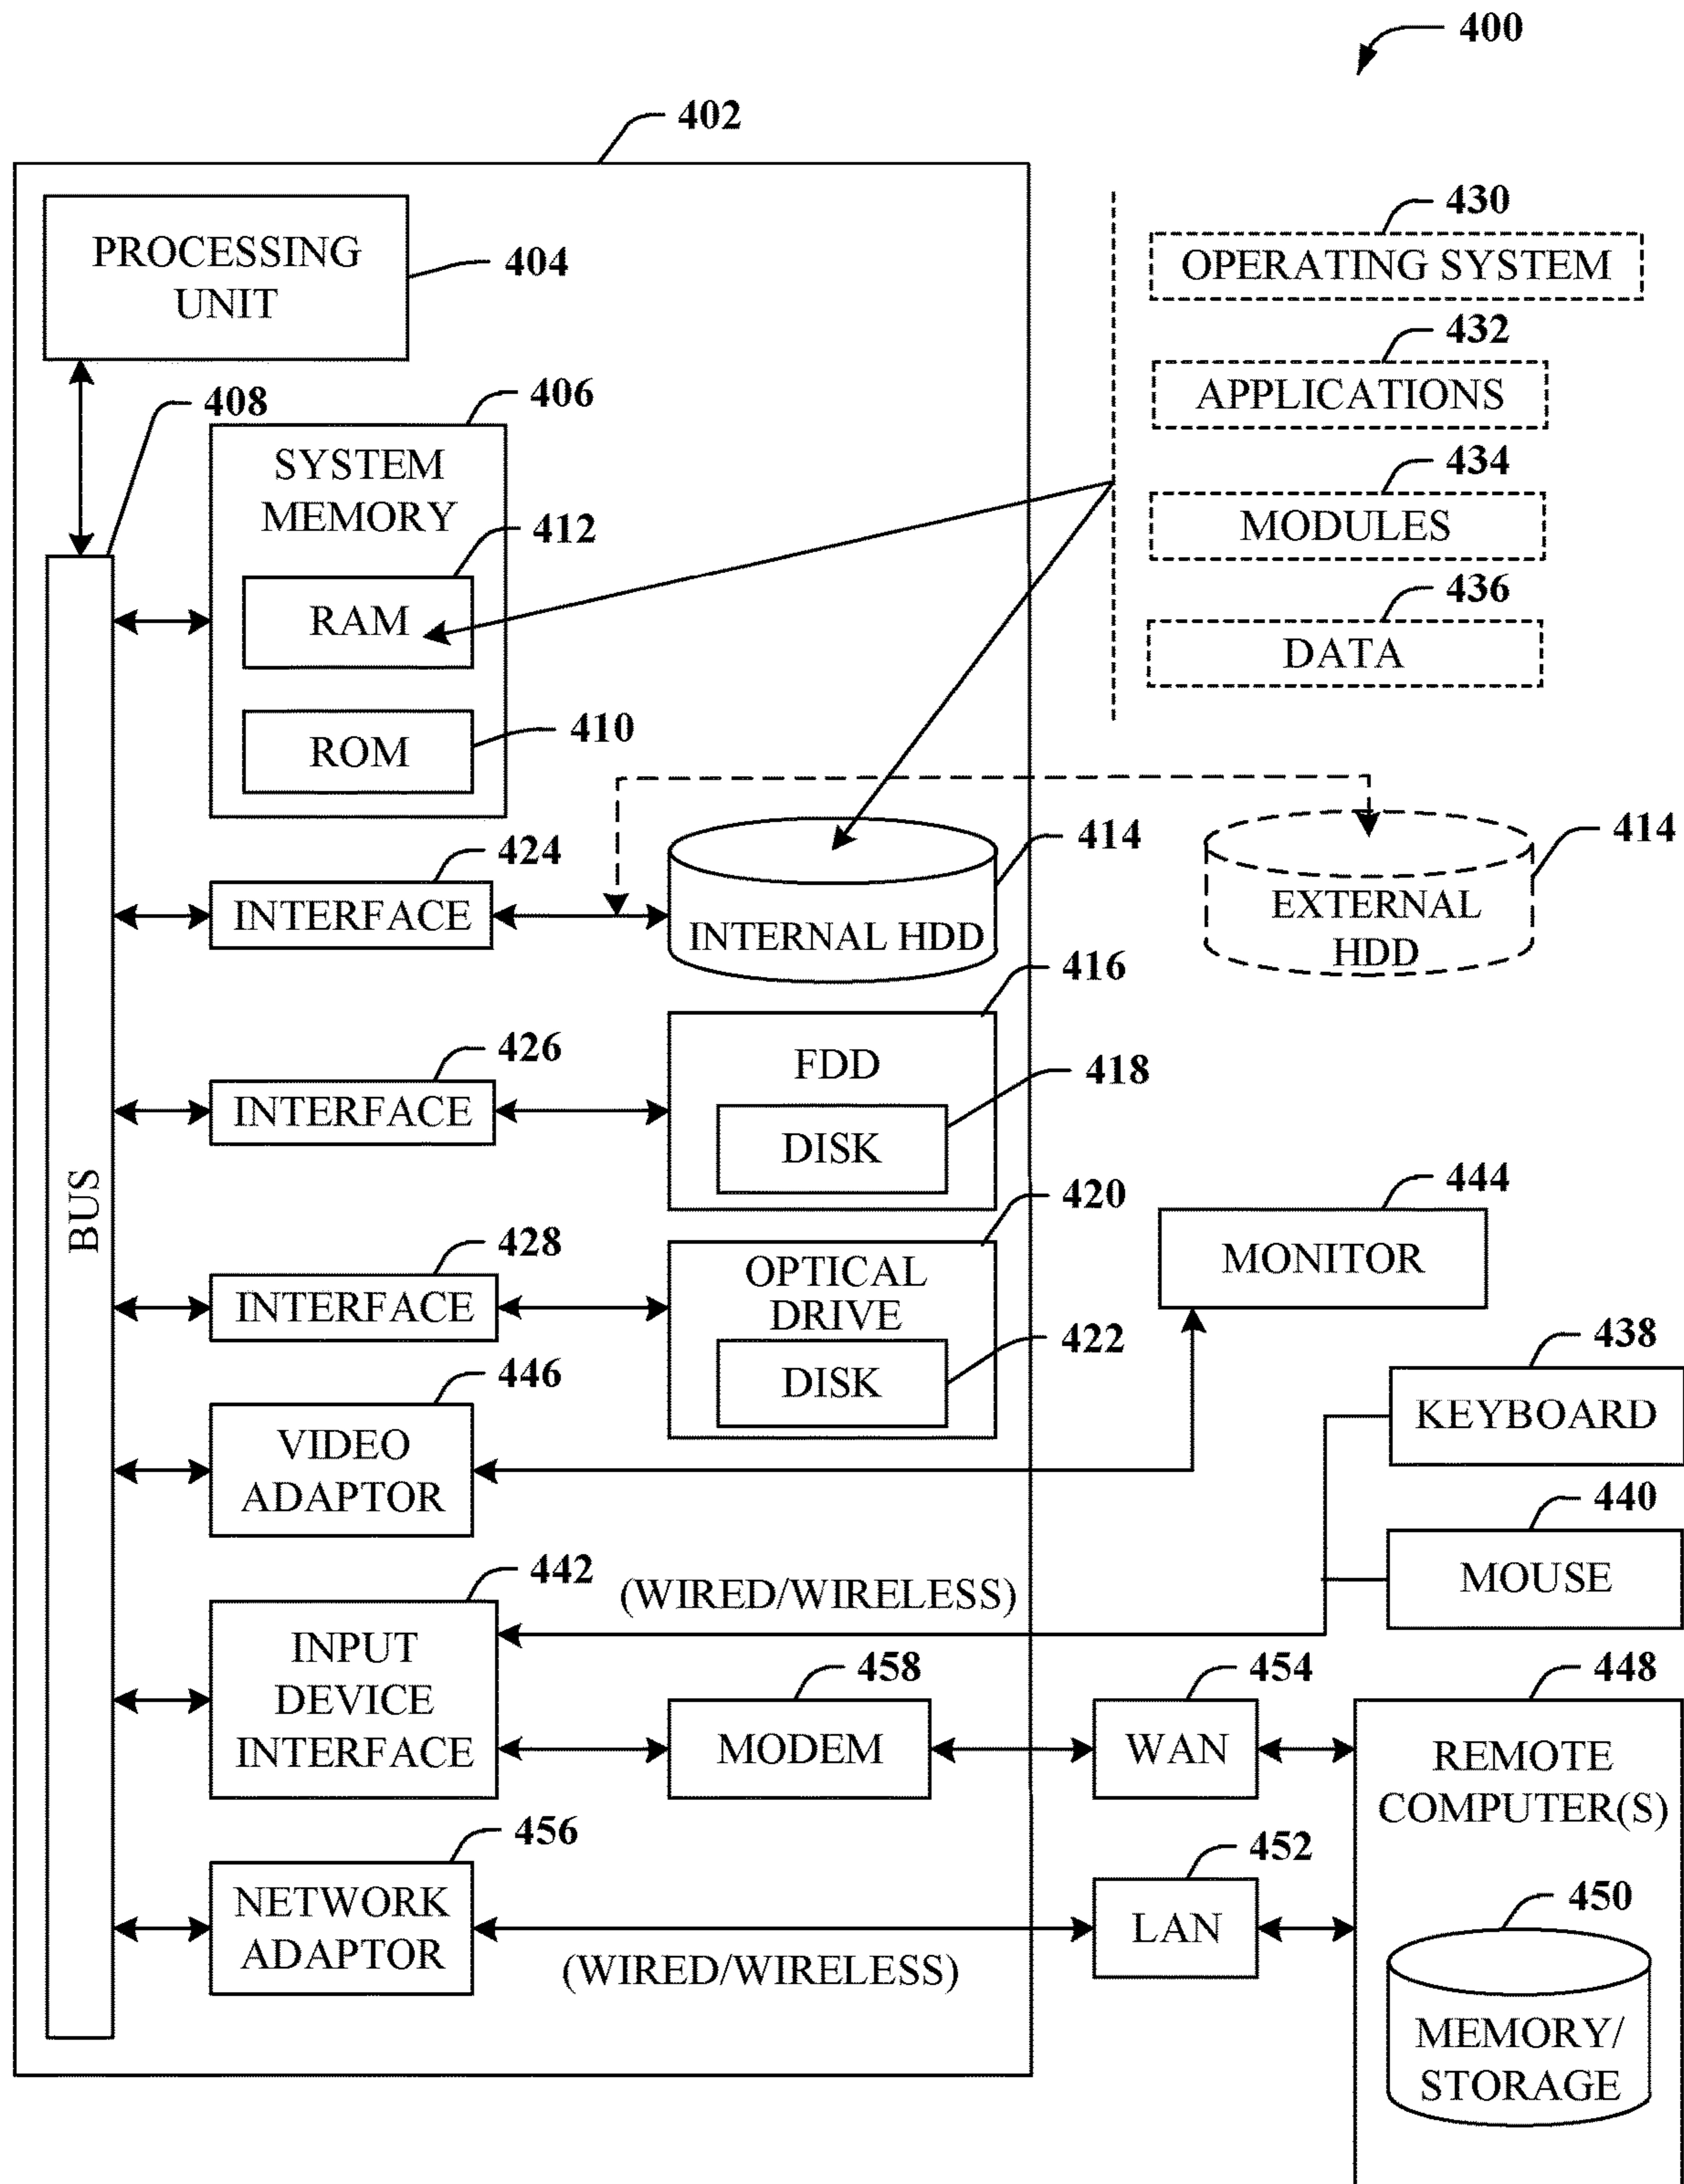 400
402
PROCESSING
UNIT
404
430
OPERATING SYSTEM
432
APPLICATIONS
434
MODULES
436
DATA
408
406
SYSTEM
MEMORY
412
RAM
410
ROM
BUS
424
INTERFACE
414
INTERNAL HDD
414
EXTERNAL
HDD
426
INTERFACE
416
FDD
418
DISK
428
INTERFACE
420
OPTICAL
DRIVE
422
DISK
444
MONITOR
446
VIDEO
ADAPTOR
438
KEYBOARD
440
MOUSE
442
INPUT
DEVICE
INTERFACE
(WIRED/WIRELESS)
458
MODEM
454
WAN
448
REMOTE
COMPUTER(S)
456
NETWORK
ADAPTOR
(WIRED/WIRELESS)
452
LAN
450
MEMORY/
STORAGE